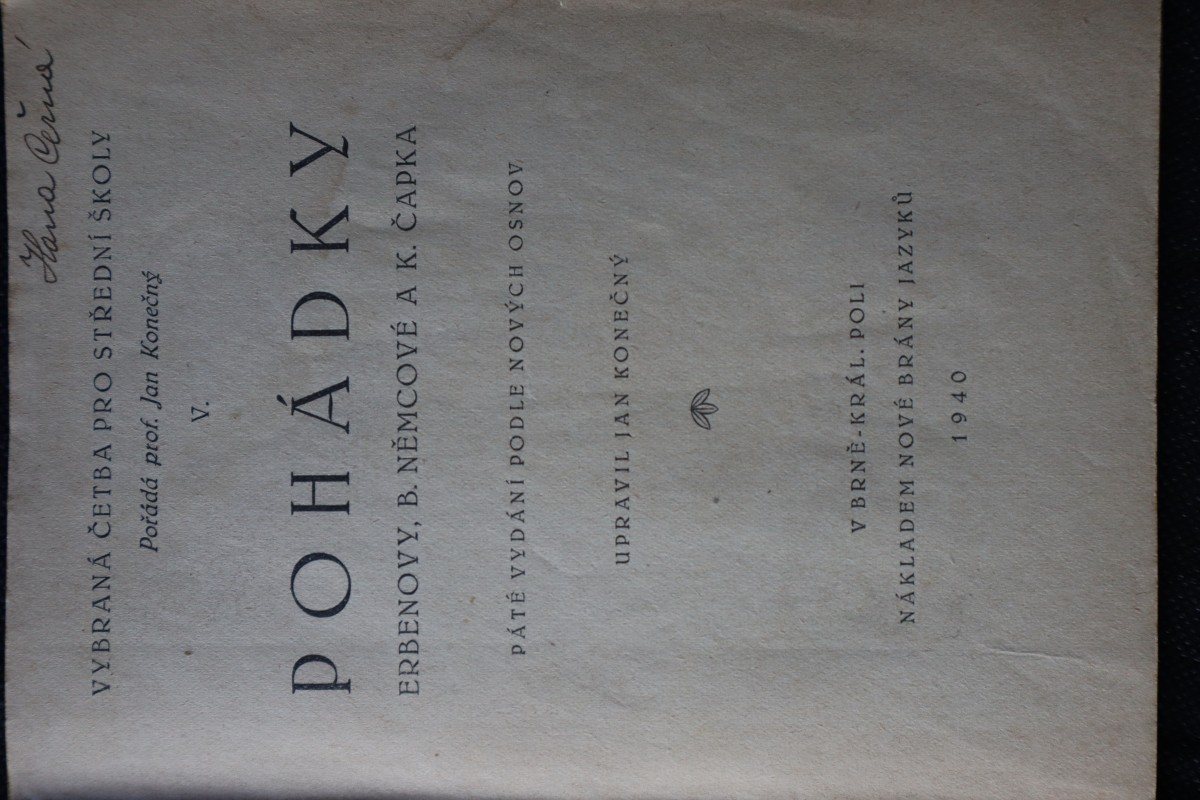 Hana Černá
VYBRANÁ ČETBA PRO STŘEDNÍ ŠKOLY
Pořádá prof. Jan Konečný
V.
POHÁDKY
ERBENOVY, B. NĚMCOVÉ A K. ČAPKA
PÁTÉ VYDÁNÍ PODLE NOVÝCH OSNOV
UPRAVIL JAN KONEČNÝ
V BRNĚ-KRÁL. POLI
NÁKLADEM NOVÉ BRÁNY JAZYKŮ
1940